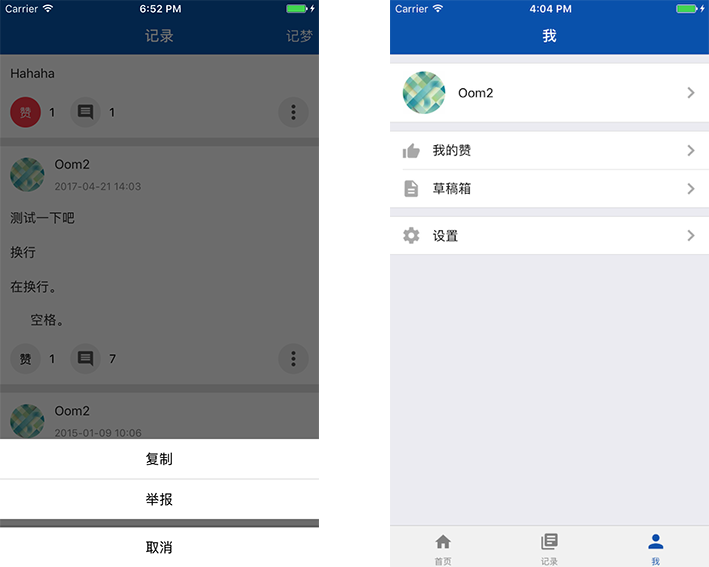 Carrier 6:52 PM
记录 记梦
Hahaha
赞 1 1
Oom2
2017-04-21 14:03
测试一下吧
换行
在换行。
空格。
赞 1 7
Oom2
2015-01-09 10:06
复制
举报
取消
Carrier 4:04 PM
我
Oom2
我的赞
草稿箱
设置
首页 记录 我